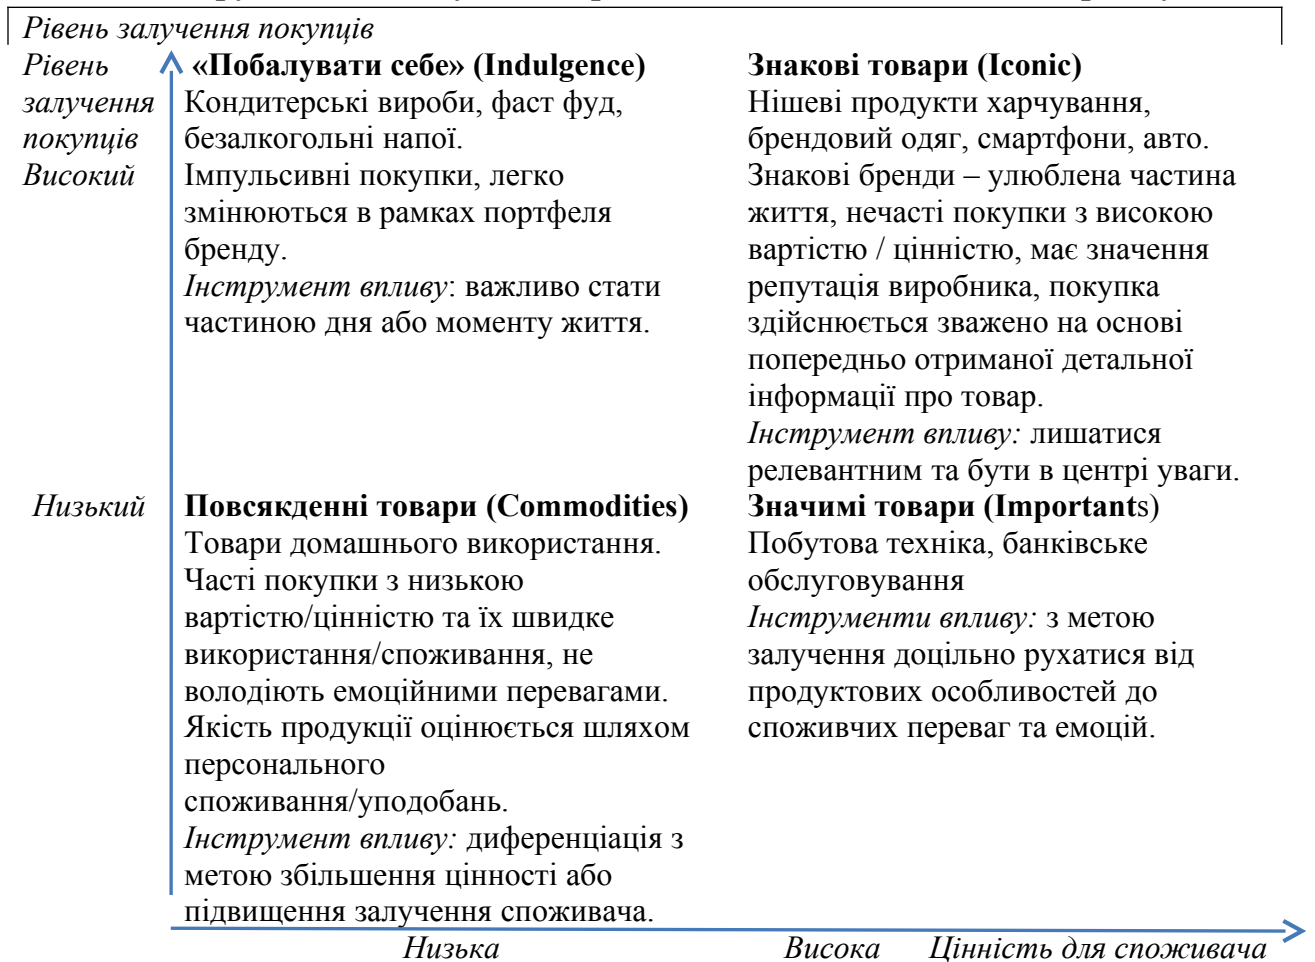 Рівень залучення покупців
Рівень залучення покупців
Високий
«Побалувати себе» (Indulgence)
Кондитерські вироби, фаст фуд,
безалкогольні напої.
Імпульсивні покупки, легко
змінюються в рамках портфеля
бренду.
Інструмент впливу: важливо стати
частиною дня або моменту життя.
Знакові товари (Iconic)
Нішеві продукти харчування,
брендовий одяг, смартфони, авто.
Знакові бренди – улюблена частина
життя, нечасті покупки з високою
вартістю / цінністю, має значення
репутація виробника, покупка
здійснюється зважено на основі
попередньо отриманої детальної
інформації про товар.
Інструмент впливу: лишатися
релевантним та бути в центрі уваги.
Низький
Повсякденні товари (Commodities)
Товари домашнього використання.
Часті покупки з низькою
вартістю/цінністю та їх швидке
використання/споживання, не
володіють емоційними перевагами.
Якість продукції оцінюється шляхом
персонального
споживання/уподобань.
Інструмент впливу: диференціація з
метою збільшення цінності або
підвищення залучення споживача.
Значимі товари (Importants)
Побутова техніка, банківське
обслуговування
Інструменти впливу: з метою
залучення доцільно рухатися від
продуктових особливостей до
споживчих переваг та емоцій.
Низька Висока Цінність для споживача